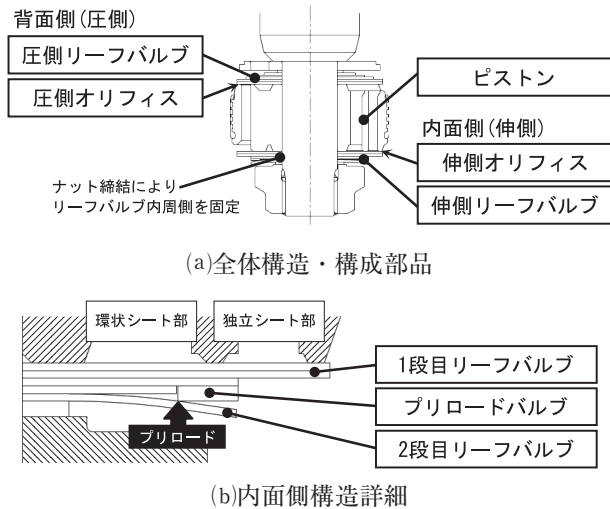 背面側(圧側)
圧側リーフバルブ
圧側オリフィス
ピストン
内面側(伸側)
伸側オリフィス
伸側リーフバルブ
ナット締結により
リーフバルブ内周側を固定
(a)全体構造・構成部品
環状シート部
独立シート部
1段目リーフバルブ
プリロードバルブ
プリロード
2段目リーフバルブ
(b)内面側構造詳細